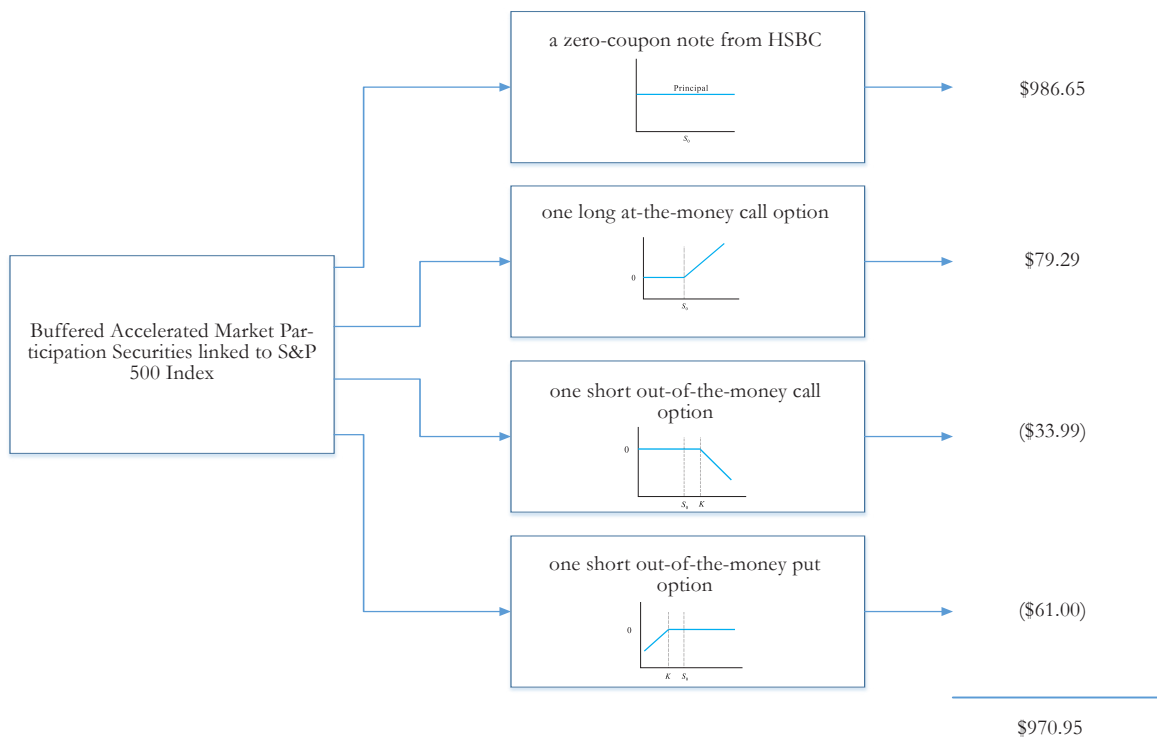 a zero-coupon note from HSBC
Principal
S₀
$986.65
one long at-the-money call option
0
S₀
$79.29
Buffered Accelerated Market Par-
ticipation Securities linked to S&P
500 Index
one short out-of-the-money call
option
0
S₀ K
($33.99)
one short out-of-the-money put
option
0
K S₀
($61.00)
$970.95